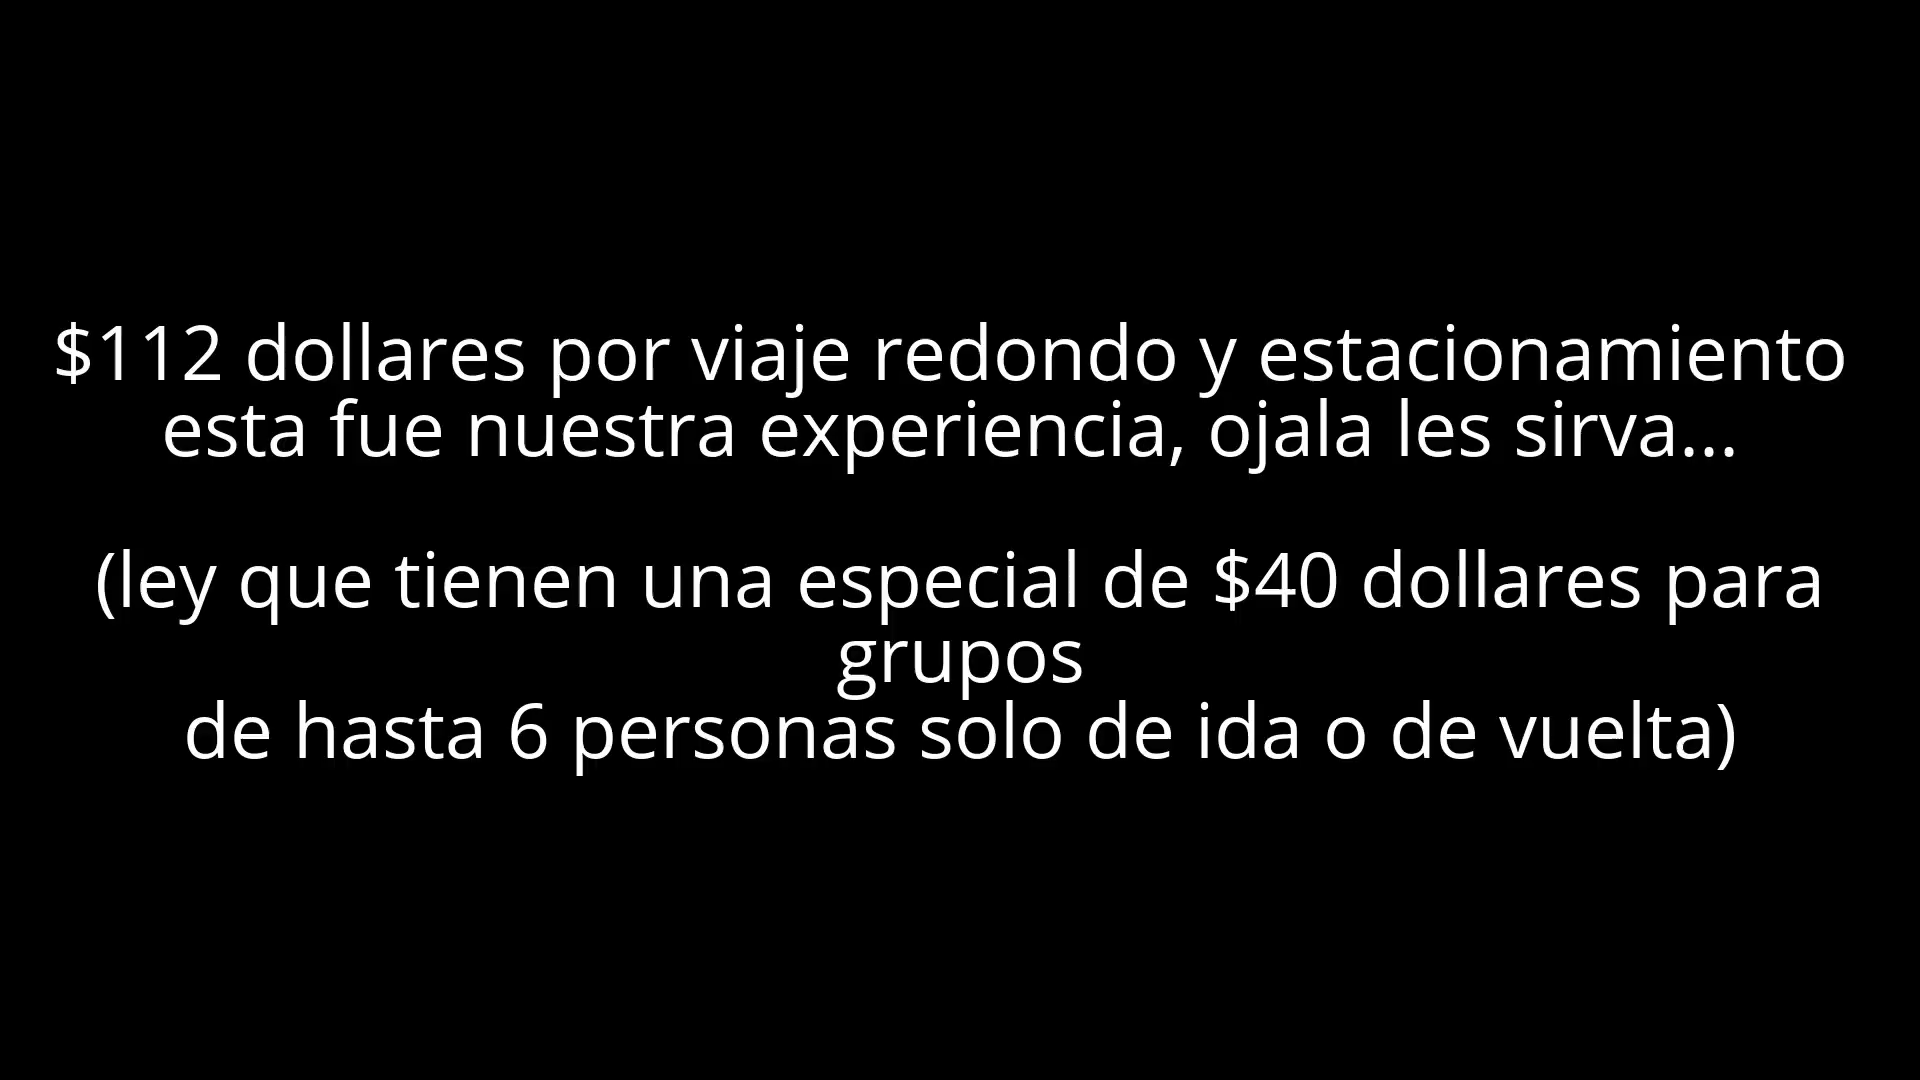 $112 dollares por viaje redondo y estacionamiento
esta fue nuestra experiencia, ojala les sirva...
(ley que tienen una especial de $40 dollares para
grupos
de hasta 6 personas solo de ida o de vuelta)